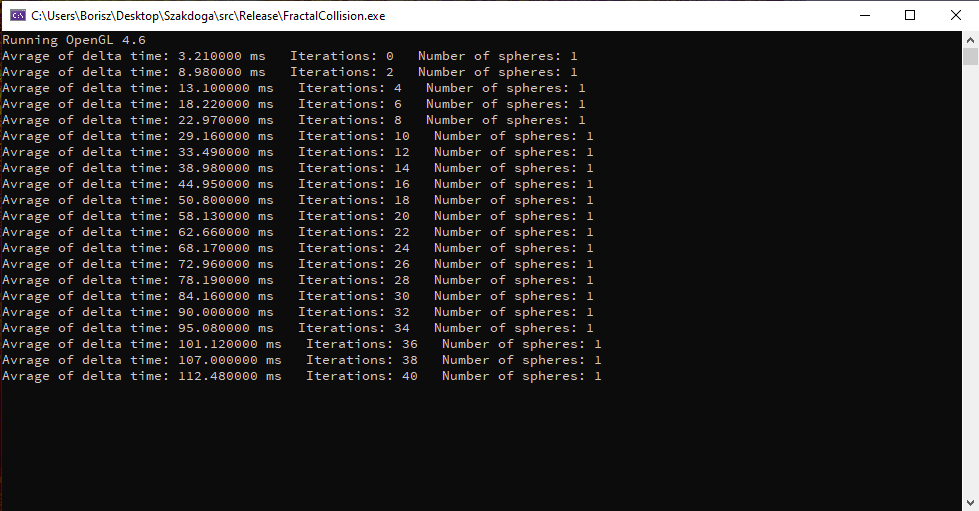 C:\Users\Borisz\Desktop\Szakdoga\src\Release\FractalCollision.exe
Running OpenGL 4.6
Avrage of delta time: 3.210000 ms   Iterations: 0   Number of spheres: 1
Avrage of delta time: 8.980000 ms   Iterations: 2   Number of spheres: 1
Avrage of delta time: 13.100000 ms   Iterations: 4   Number of spheres: 1
Avrage of delta time: 18.220000 ms   Iterations: 6   Number of spheres: 1
Avrage of delta time: 22.970000 ms   Iterations: 8   Number of spheres: 1
Avrage of delta time: 29.160000 ms   Iterations: 10   Number of spheres: 1
Avrage of delta time: 33.490000 ms   Iterations: 12   Number of spheres: 1
Avrage of delta time: 38.980000 ms   Iterations: 14   Number of spheres: 1
Avrage of delta time: 44.950000 ms   Iterations: 16   Number of spheres: 1
Avrage of delta time: 50.800000 ms   Iterations: 18   Number of spheres: 1
Avrage of delta time: 58.130000 ms   Iterations: 20   Number of spheres: 1
Avrage of delta time: 62.660000 ms   Iterations: 22   Number of spheres: 1
Avrage of delta time: 68.170000 ms   Iterations: 24   Number of spheres: 1
Avrage of delta time: 72.960000 ms   Iterations: 26   Number of spheres: 1
Avrage of delta time: 78.190000 ms   Iterations: 28   Number of spheres: 1
Avrage of delta time: 84.160000 ms   Iterations: 30   Number of spheres: 1
Avrage of delta time: 90.000000 ms   Iterations: 32   Number of spheres: 1
Avrage of delta time: 95.080000 ms   Iterations: 34   Number of spheres: 1
Avrage of delta time: 101.120000 ms   Iterations: 36   Number of spheres: 1
Avrage of delta time: 107.000000 ms   Iterations: 38   Number of spheres: 1
Avrage of delta time: 112.480000 ms   Iterations: 40   Number of spheres: 1